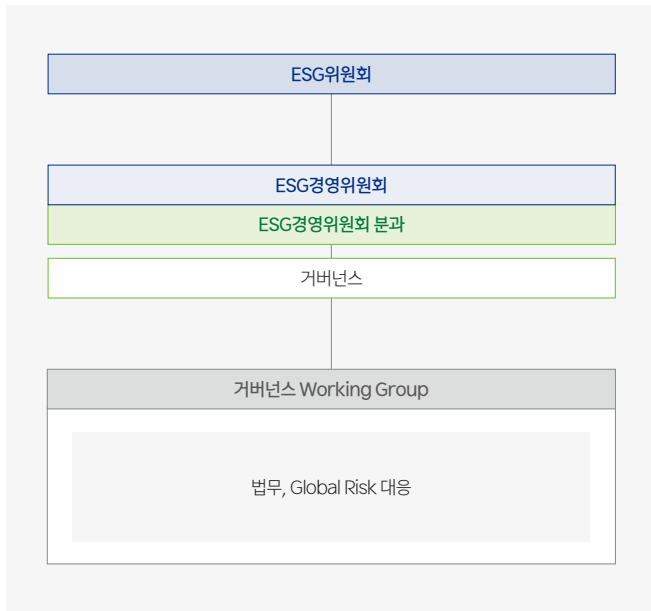 ESG위원회
ESG경영위원회
ESG경영위원회 분과
거버넌스
거버넌스 Working Group
법무, Global Risk 대응